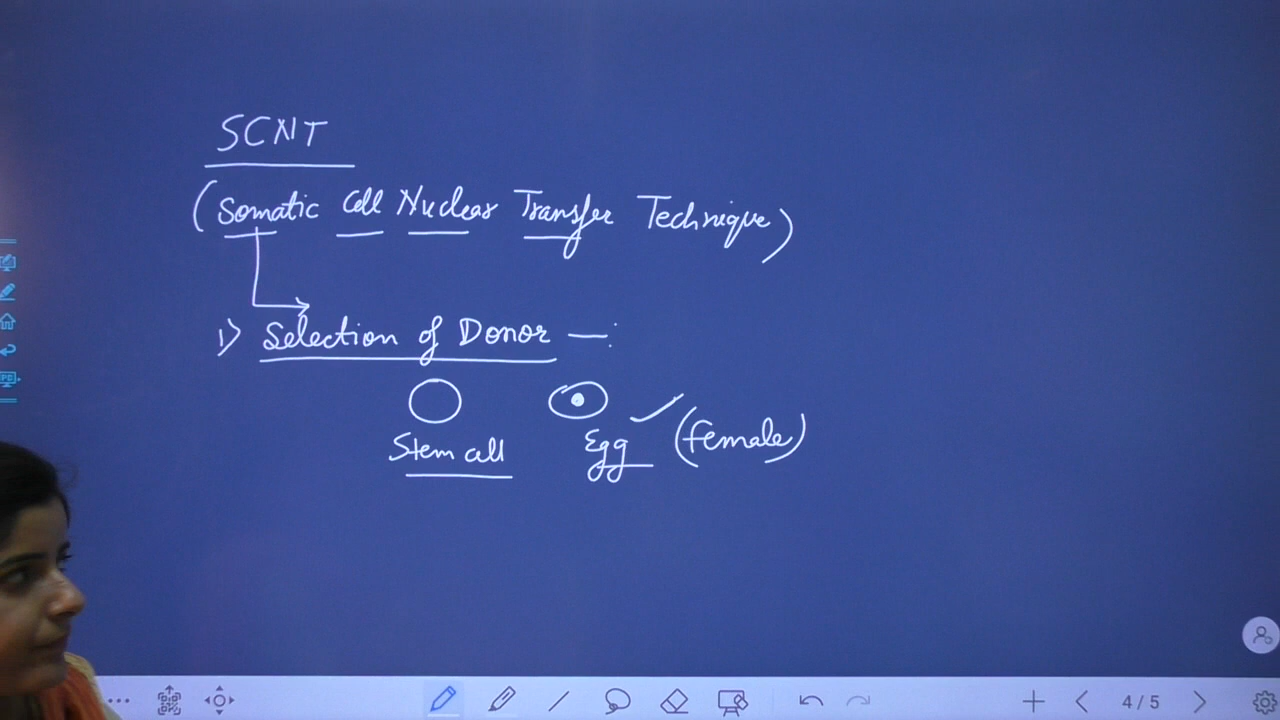 SCNT
(Somatic Cell Nuclear Transfer Technique)
1) Selection of Donor —:
Stem cell Egg (female)
4/5